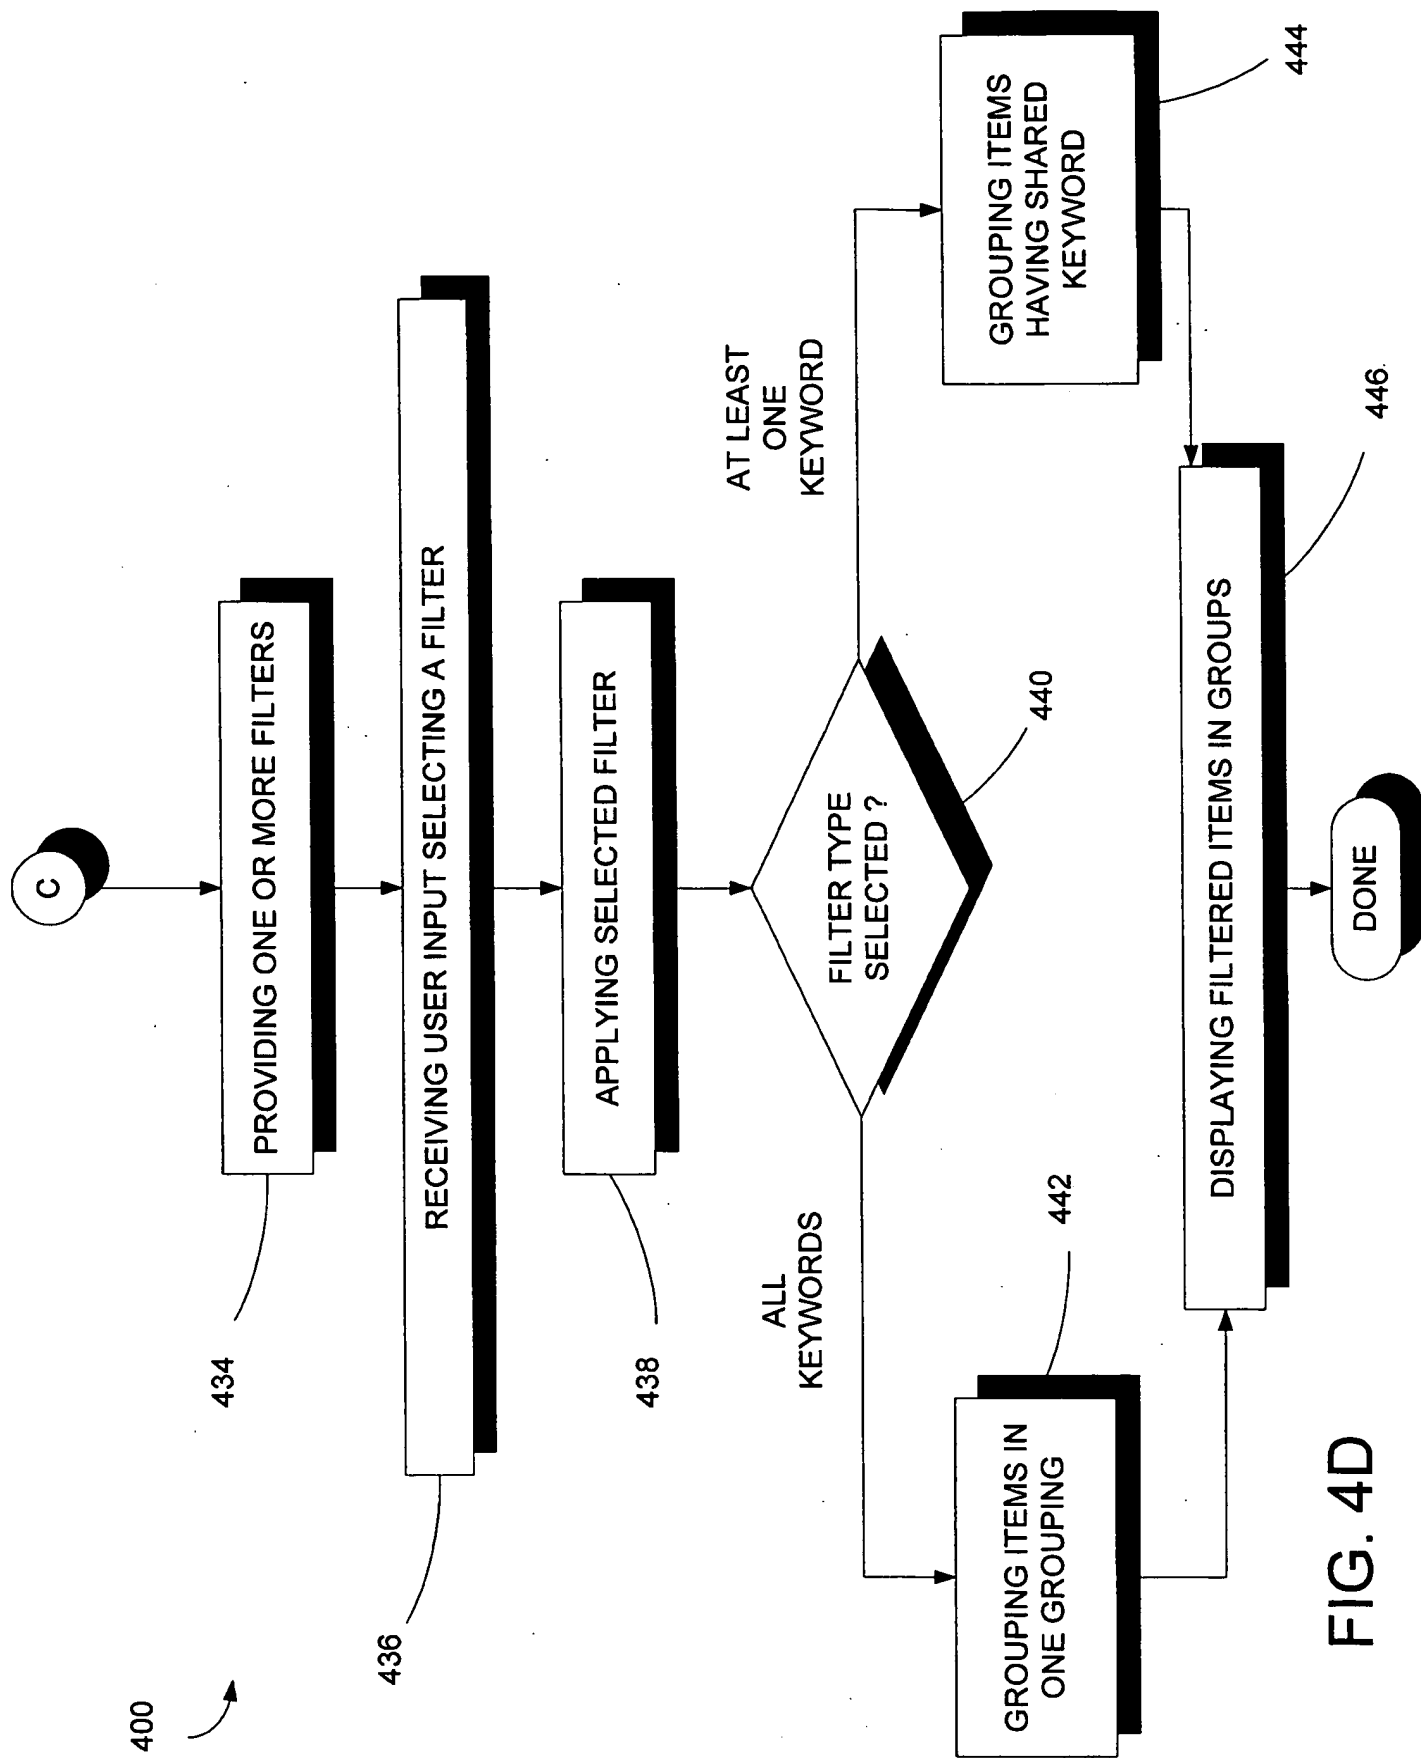 400
C
434
PROVIDING ONE OR MORE FILTERS
436
RECEIVING USER INPUT SELECTING A FILTER
438
APPLYING SELECTED FILTER
FILTER TYPE
SELECTED ?
440
ALL
KEYWORDS
AT LEAST
ONE
KEYWORD
442
GROUPING ITEMS IN
ONE GROUPING
GROUPING ITEMS
HAVING SHARED
KEYWORD
444
DISPLAYING FILTERED ITEMS IN GROUPS
446
DONE
FIG. 4D